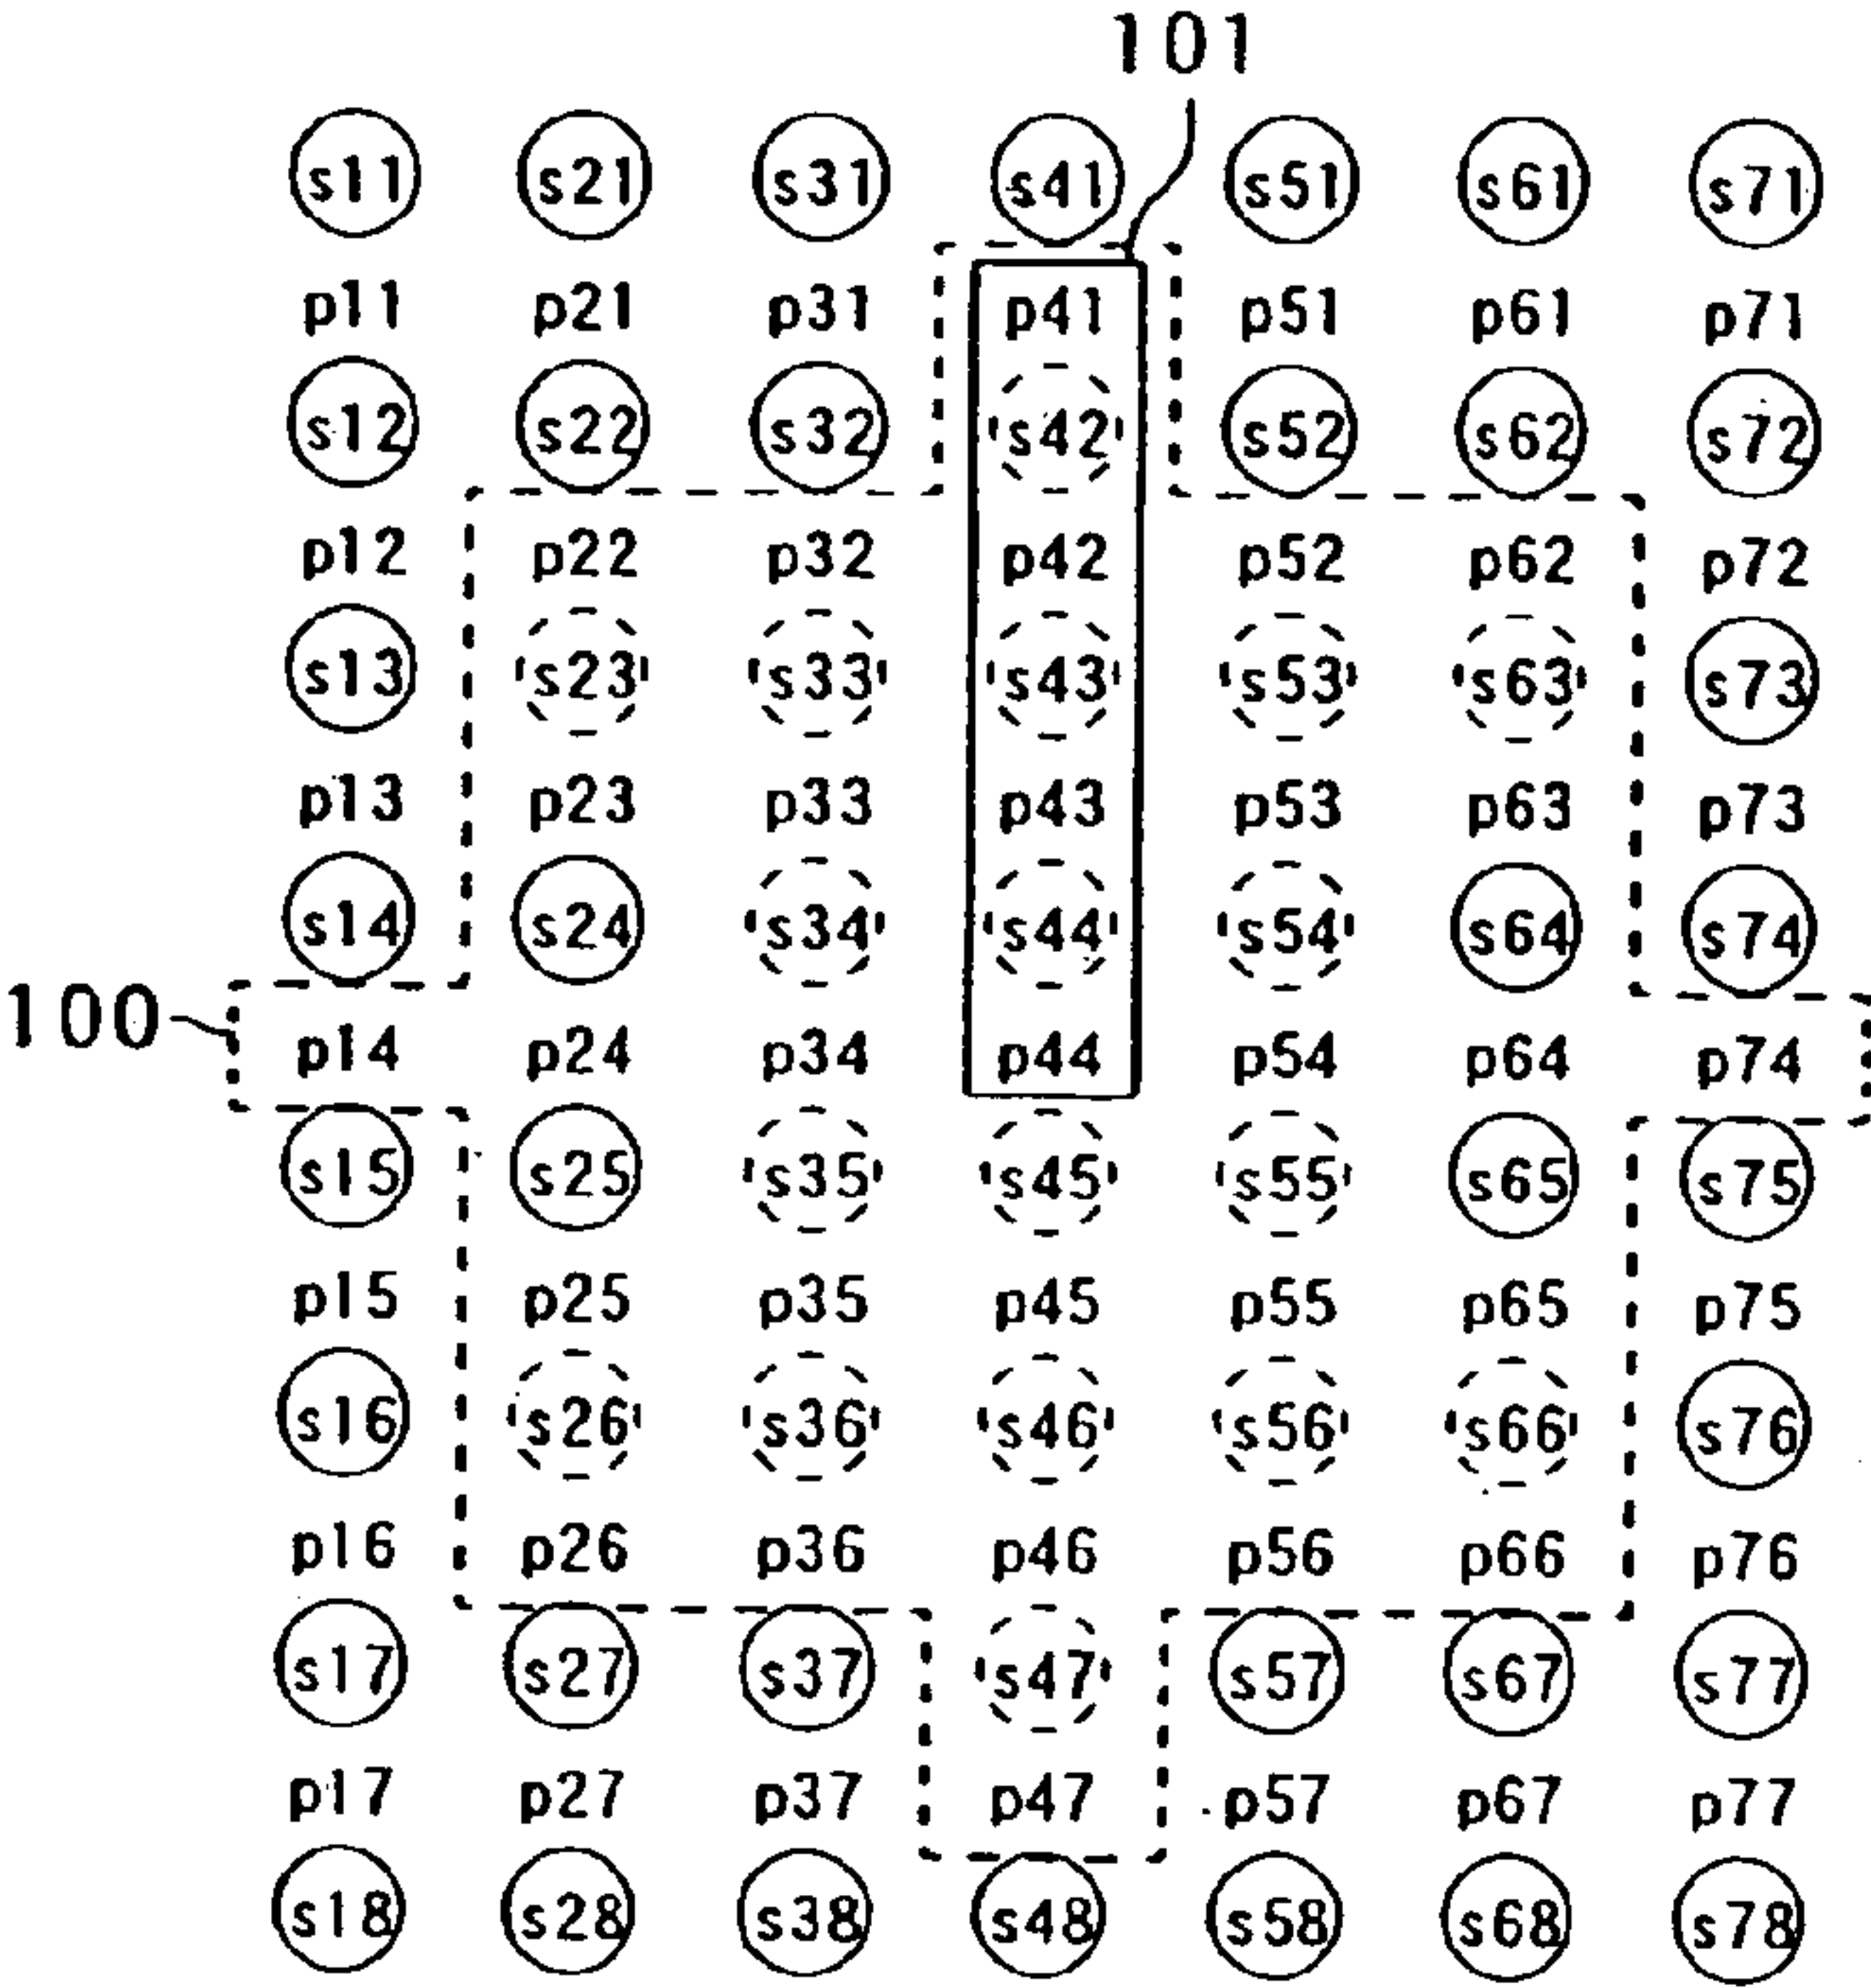 101
s11 s21 s31 s41 s51 s61 s71
p11 p21 p31 p41 p51 p61 p71
s12 s22 s32 s42 s52 s62 s72
p12 p22 p32 p42 p52 p62 p72
s13 s23 s33 s43 s53 s63 s73
p13 p23 p33 p43 p53 p63 p73
s14 s24 s34 s44 s54 s64 s74
100 p14 p24 p34 p44 p54 p64 p74
s15 s25 s35 s45 s55 s65 s75
p15 p25 p35 p45 p55 p65 p75
s16 s26 s36 s46 s56 s66 s76
p16 p26 p36 p46 p56 p66 p76
s17 s27 s37 s47 s57 s67 s77
p17 p27 p37 p47 p57 p67 p77
s18 s28 s38 s48 s58 s68 s78